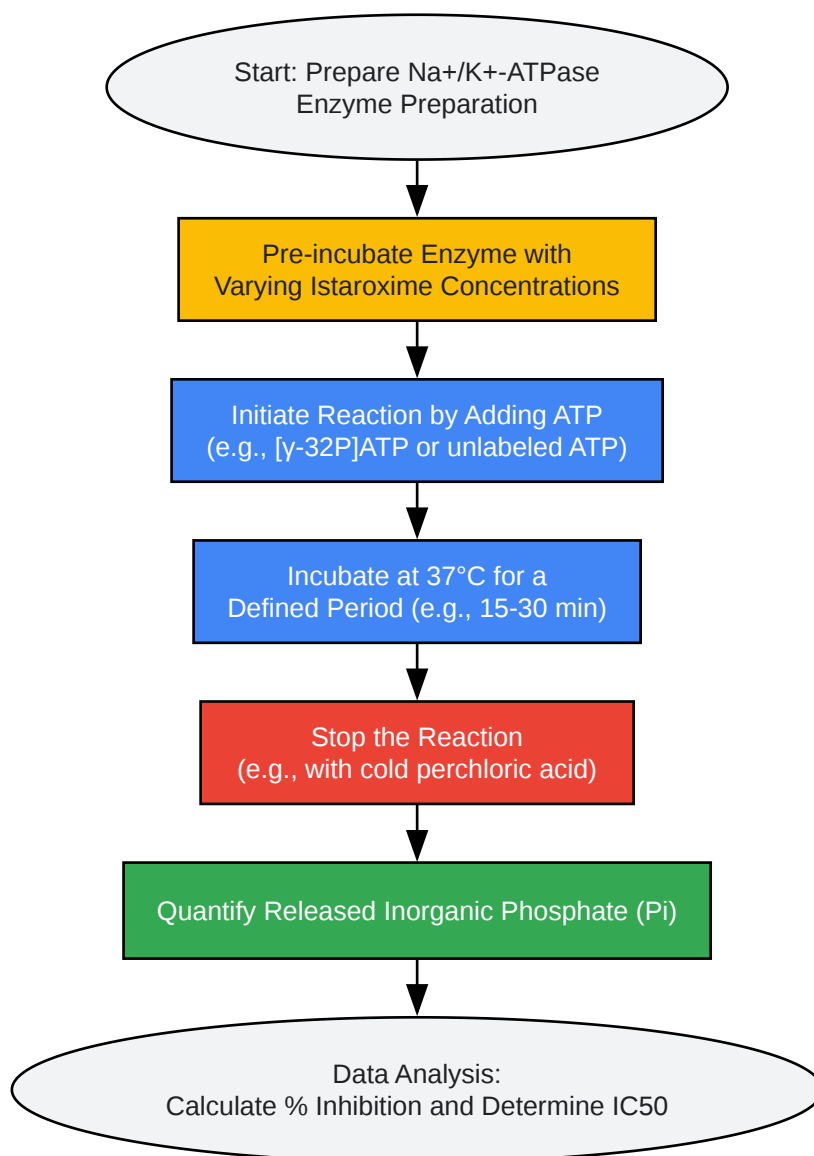 Start: Prepare Na+/K+-ATPase
Enzyme Preparation
Pre-incubate Enzyme with
Varying Istaroxime Concentrations
Initiate Reaction by Adding ATP
(e.g., [γ-32P]ATP or unlabeled ATP)
Incubate at 37°C for a
Defined Period (e.g., 15-30 min)
Stop the Reaction
(e.g., with cold perchloric acid)
Quantify Released Inorganic Phosphate (Pi)
Data Analysis:
Calculate % Inhibition and Determine IC50